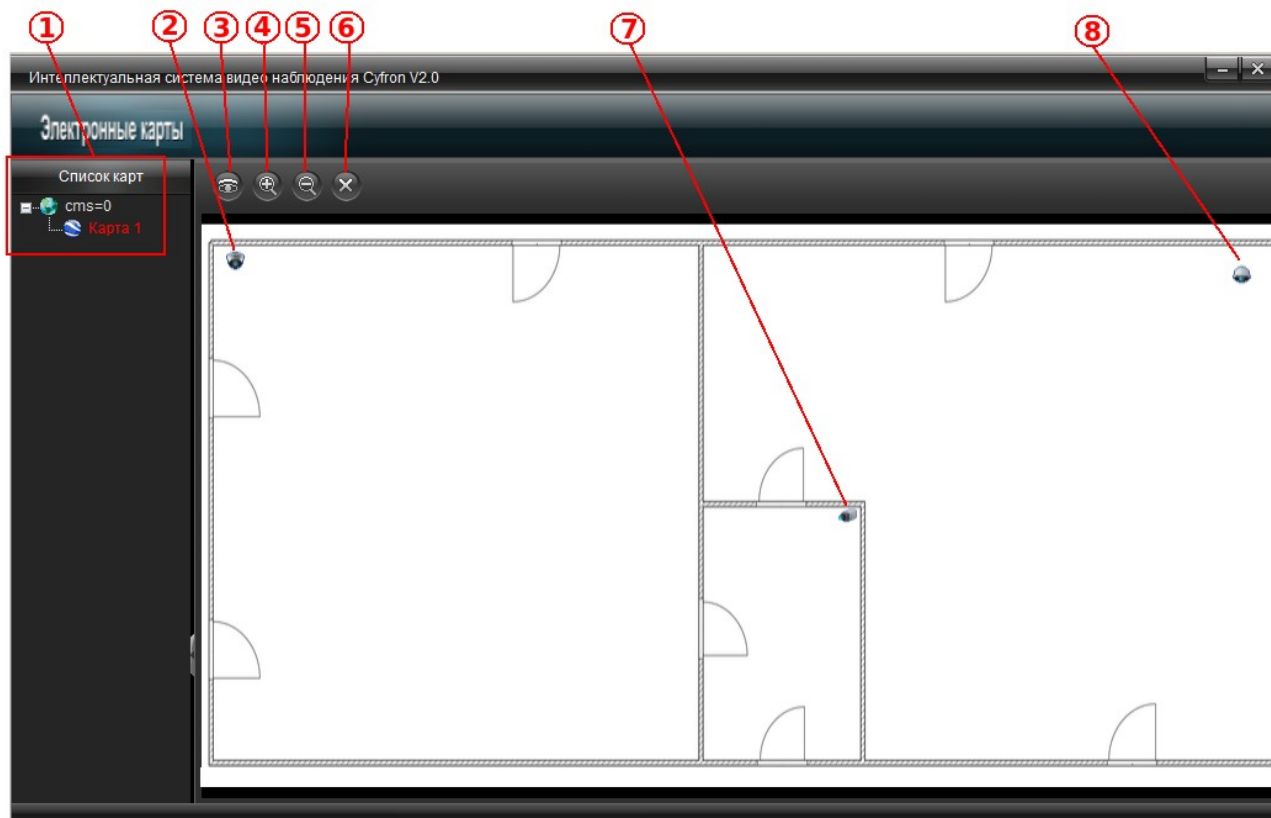 1 2 3 4 5 6 7 8
Интеллектуальная система видео наблюдения Cyfron V2.0
Электронные карты
Список карт
cms=0
Карта 1